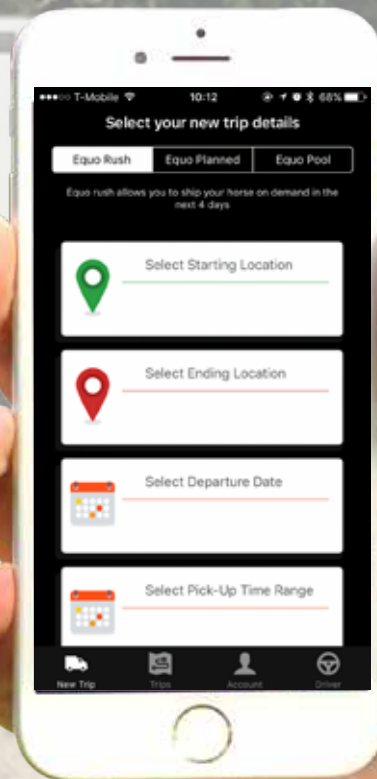 T-Mobile 10:12 68%
Select your new trip details
Equo Rush Equo Planned Equo Pool
Equo rush allows you to ship your horse on demand in the
next 4 days
Select Starting Location
Select Ending Location
Select Departure Date
Select Pick-Up Time Range
New Trip Trips Account Driver